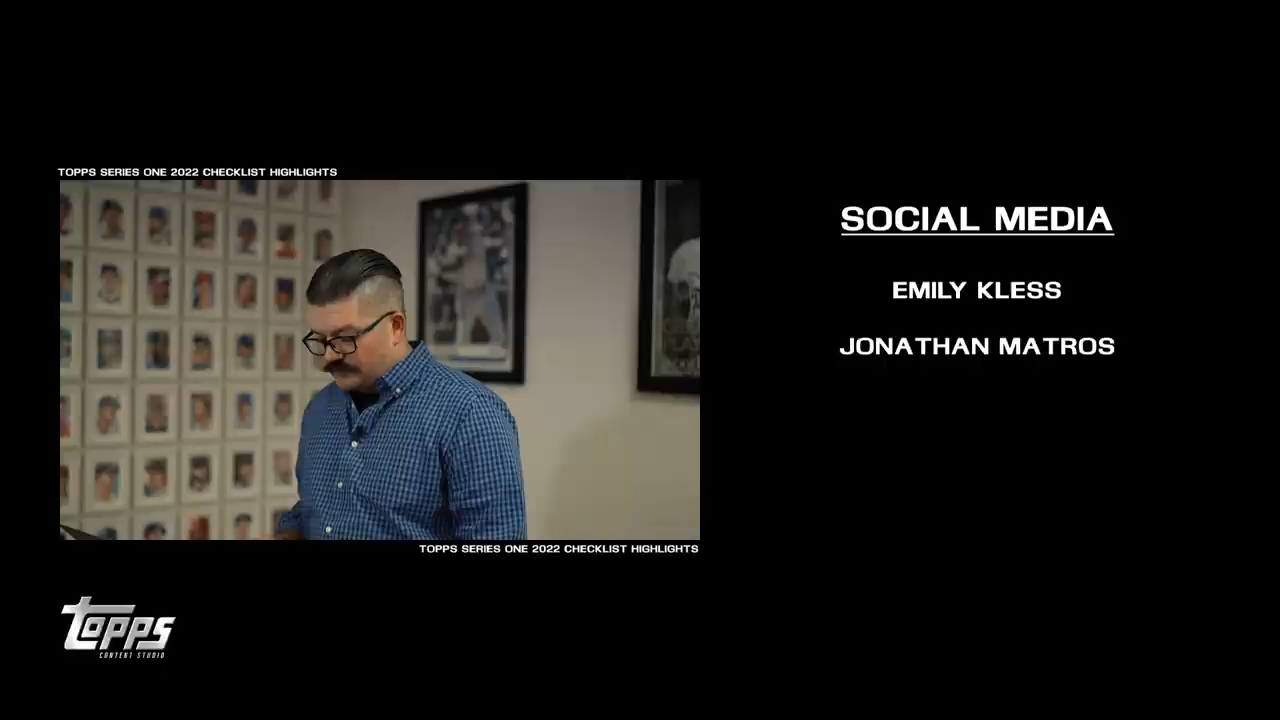 TOPPS SERIES ONE 2022 CHECKLIST HIGHLIGHTS
SOCIAL MEDIA
EMILY KLESS
JONATHAN MATROS
TOPPS SERIES ONE 2022 CHECKLIST HIGHLIGHTS
TOPPS
CONTENT STUDIO